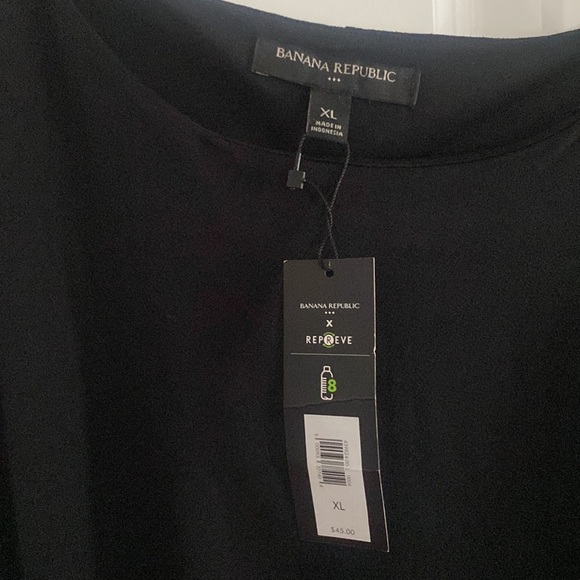 BANANA REPUBLIC
XL
MADE IN
INDONESIA
BANANA REPUBLIC
X
REPREVE
8
XL
$45.00